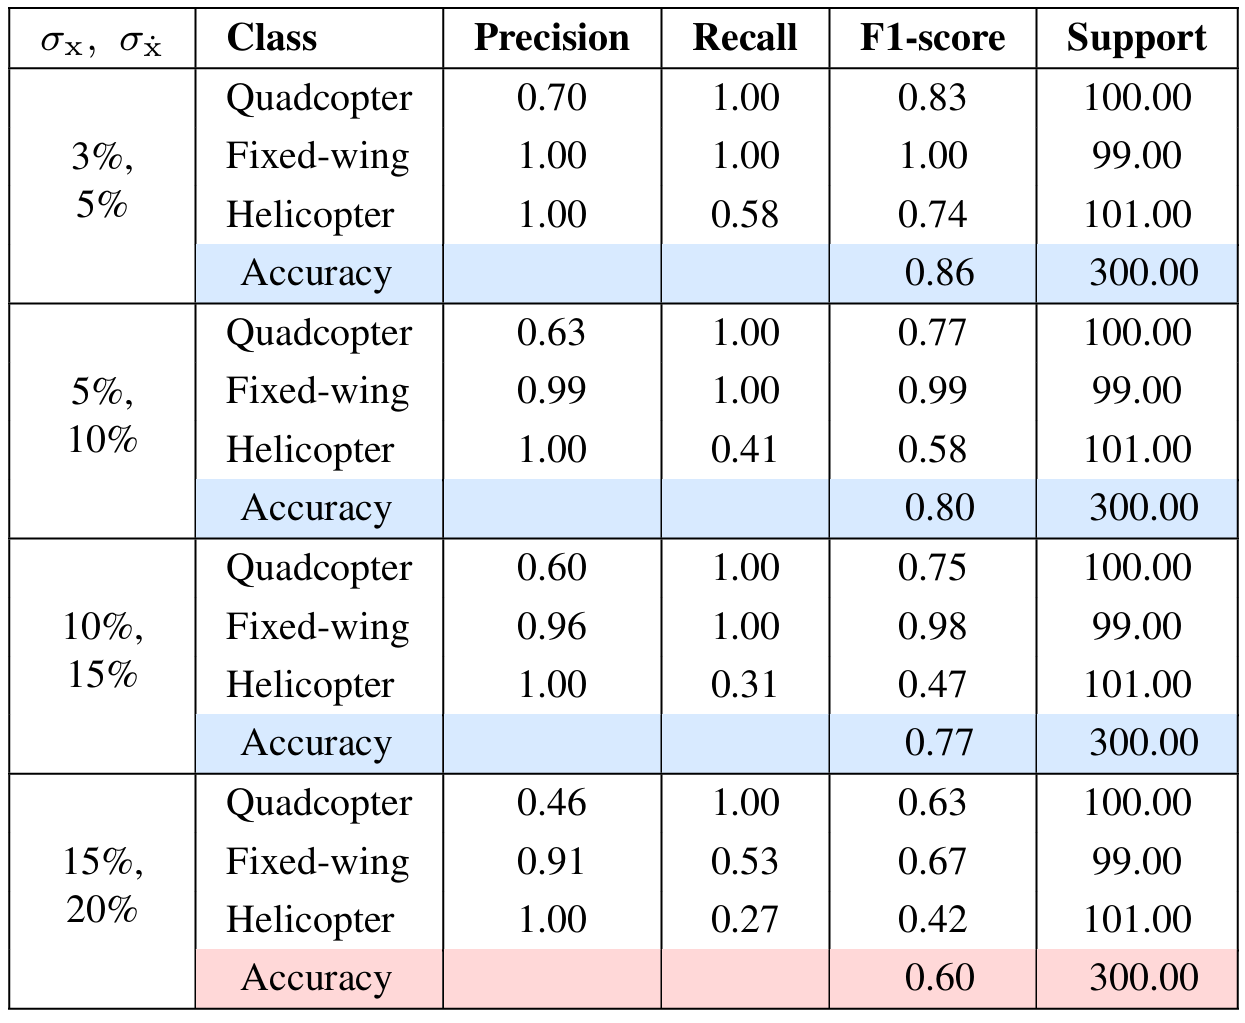 σx, σẋ Class Precision Recall F1-score Support
3%, 5% Quadcopter 0.70 1.00 0.83 100.00
Fixed-wing 1.00 1.00 1.00 99.00
Helicopter 1.00 0.58 0.74 101.00
Accuracy 0.86 300.00
5%, 10% Quadcopter 0.63 1.00 0.77 100.00
Fixed-wing 0.99 1.00 0.99 99.00
Helicopter 1.00 0.41 0.58 101.00
Accuracy 0.80 300.00
10%, 15% Quadcopter 0.60 1.00 0.75 100.00
Fixed-wing 0.96 1.00 0.98 99.00
Helicopter 1.00 0.31 0.47 101.00
Accuracy 0.77 300.00
15%, 20% Quadcopter 0.46 1.00 0.63 100.00
Fixed-wing 0.91 0.53 0.67 99.00
Helicopter 1.00 0.27 0.42 101.00
Accuracy 0.60 300.00